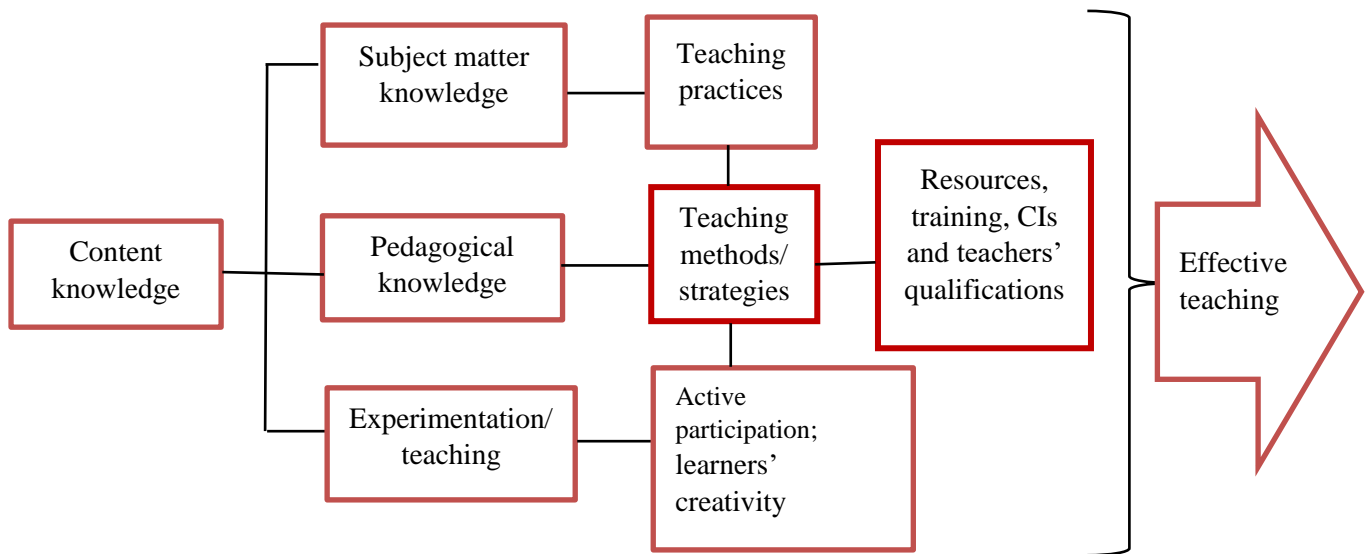 Subject matter
knowledge
Teaching
practices
Content
knowledge
Pedagogical
knowledge
Teaching
methods/
strategies
Resources,
training, CIs
and teachers’
qualifications
Effective
teaching
Experimentation/
teaching
Active
participation;
learners’
creativity